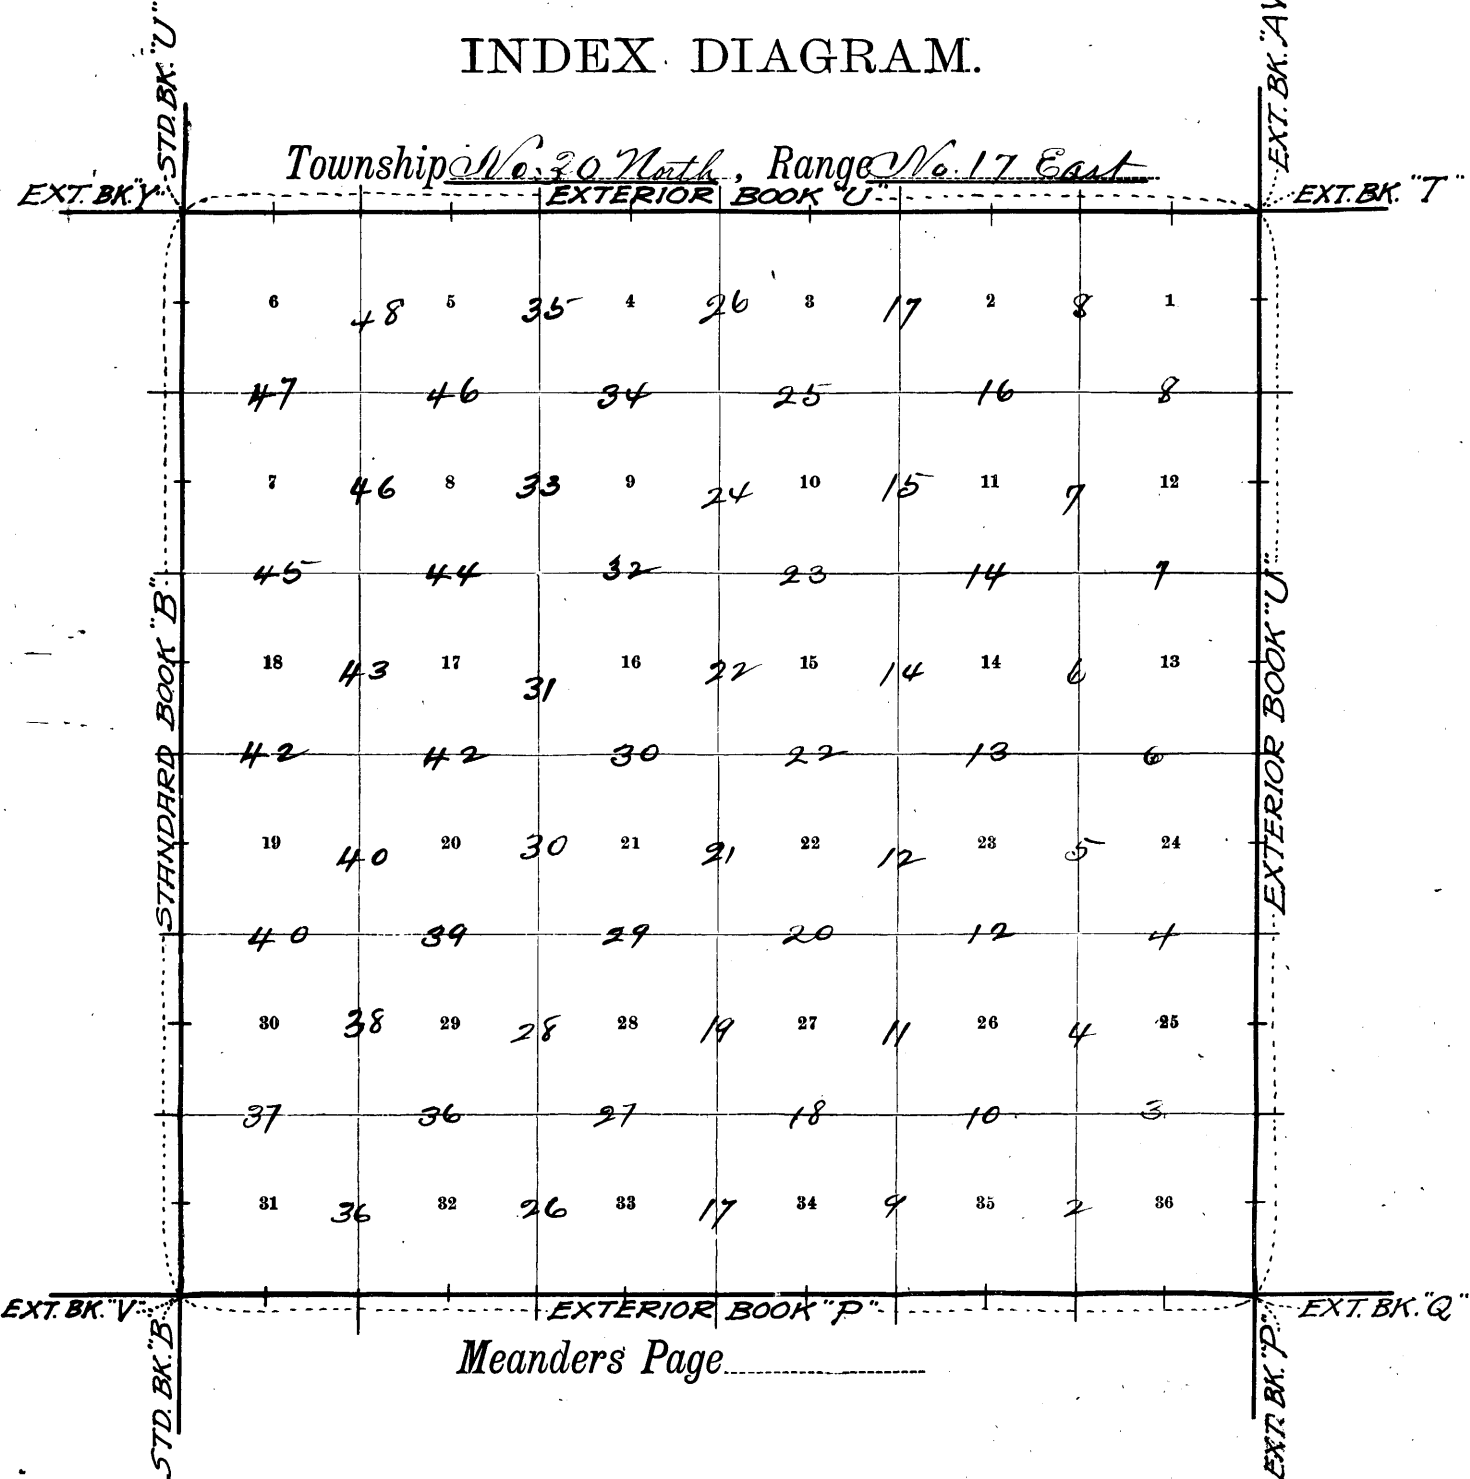 INDEX DIAGRAM.
STD. BK. "U"
EXT. BK. "AV
Township No. 20 North, Range No. 17 East
EXT. BK. "Y" EXTERIOR BOOK "U" EXT. BK. "T"
6 48 5 35 4 26 3 17 2 8 1
47 46 34 25 16 8
7 46 8 33 9 24 10 15 11 7 12
45 44 32 23 14 7
STANDARD BOOK "B"
EXTERIOR BOOK "U"
18 43 17 31 16 22 15 14 14 6 13
42 42 30 22 13 6
19 40 20 30 21 21 22 12 23 5 24
40 39 29 20 12 4
30 38 29 28 28 19 27 11 26 4 25
37 36 27 18 10 3
31 36 32 26 33 17 34 9 35 2 36
EXT. BK. "V" EXTERIOR BOOK "P" EXT. BK. "Q"
STD. BK. "B"
EXT. BK. "P"
Meanders Page